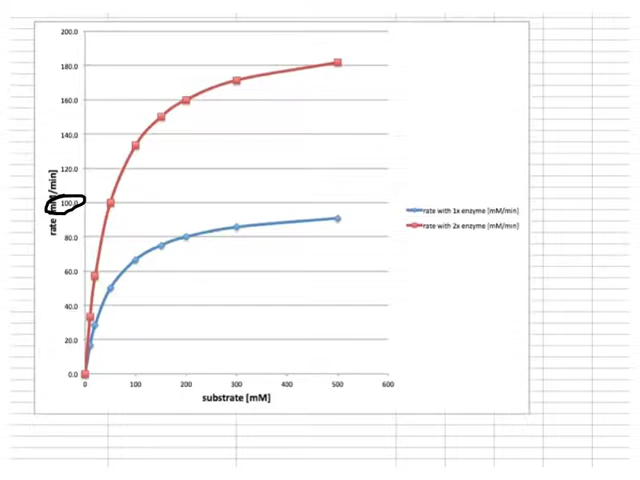 200.0
180.0
160.0
140.0
120.0
100.0
80.0
60.0
40.0
20.0
0.0
0 100 200 300 400 500 600
substrate [mM]
rate [mM/min]
rate with 1x enzyme [mM/min]
rate with 2x enzyme [mM/min]